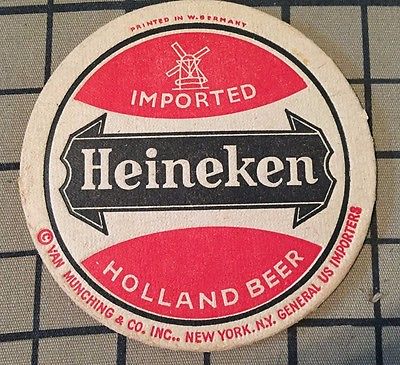 PRINTED IN W. GERMANY
IMPORTED
Heineken
HOLLAND BEER
© VAN MUNCHING & CO. INC.. NEW YORK. N.Y. GENERAL US IMPORTERS